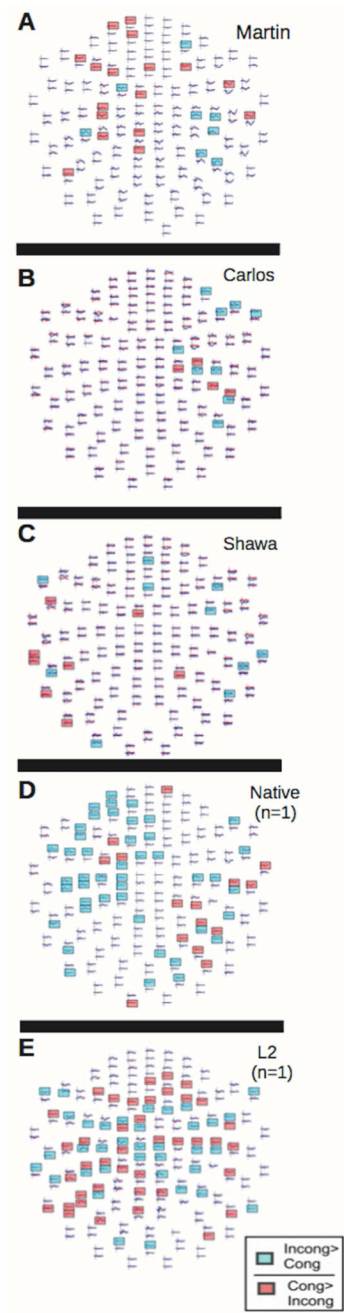 A
Martin
B
Carlos
C
Shawa
D
Native
(n=1)
E
L2
(n=1)
Incong>
Cong
Cong>
Incong